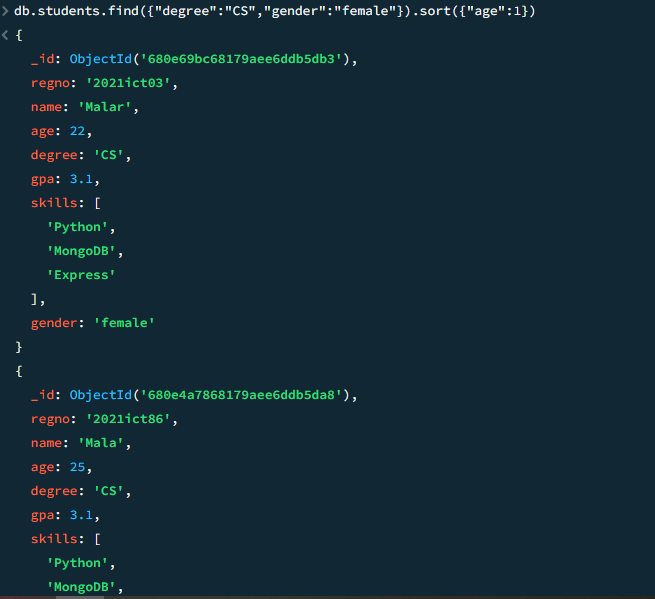 > db.students.find({"degree":"CS","gender":"female"}).sort({"age":1})
< {
_id: ObjectId('680e69bc68179aee6ddb5db3'),
regno: '2021ict03',
name: 'Malar',
age: 22,
degree: 'CS',
gpa: 3.1,
skills: [
'Python',
'MongoDB',
'Express'
],
gender: 'female'
}
{
_id: ObjectId('680e4a7868179aee6ddb5da8'),
regno: '2021ict86',
name: 'Mala',
age: 25,
degree: 'CS',
gpa: 3.1,
skills: [
'Python',
'MongoDB',